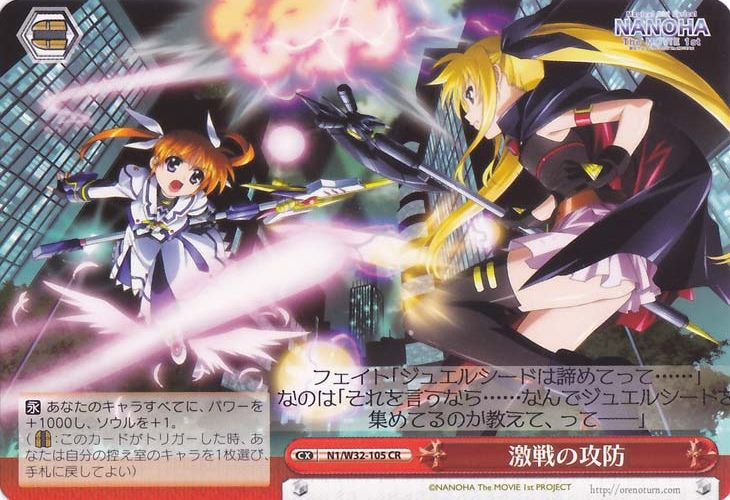 Magical Girl Lyrical
NANOHA
The MOVIE 1st
フェイト「ジュエルシードは諦めてって……」
なのは「それを言うなら……なんでジュエルシードを
集めてるのか教えて、って――」
永 あなたのキャラすべてに、パワーを
+1000し、ソウルを+1。
(:このカードがトリガーした時、あ
なたは自分の控え室のキャラを1枚選び、
手札に戻してよい)
CX N1/W32-105 CR
激戦の攻防
©NANOHA The MOVIE 1st PROJECT
http://orenoturn.com